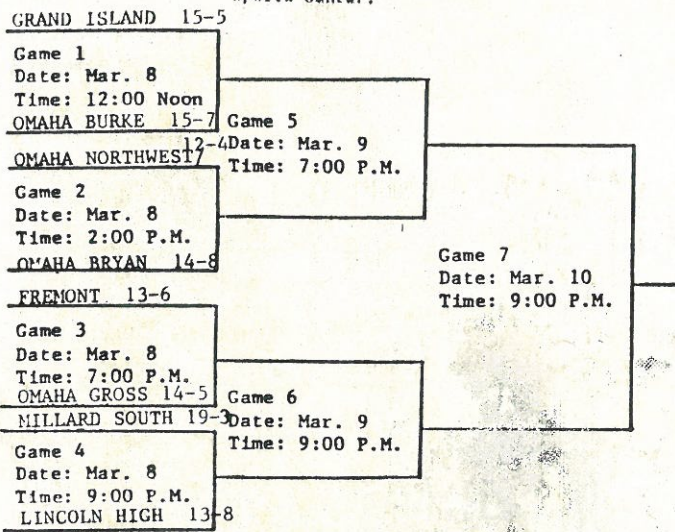 GRAND ISLAND 15-5
Game 1
Date: Mar. 8
Time: 12:00 Noon
OMAHA BURKE 15-7
Game 5
Date: Mar. 9
Time: 7:00 P.M.
OMAHA NORTHWEST 12-4
Game 2
Date: Mar. 8
Time: 2:00 P.M.
OMAHA BRYAN 14-8
Game 7
Date: Mar. 10
Time: 9:00 P.M.
FREMONT 13-6
Game 3
Date: Mar. 8
Time: 7:00 P.M.
OMAHA GROSS 14-5
Game 6
Date: Mar. 9
Time: 9:00 P.M.
MILLARD SOUTH 19-3
Game 4
Date: Mar. 8
Time: 9:00 P.M.
LINCOLN HIGH 13-8